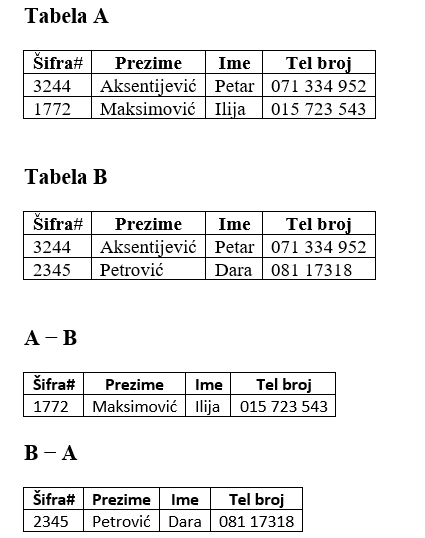 Tabela A
Šifra# Prezime Ime Tel broj
3244 Aksentijević Petar 071 334 952
1772 Maksimović Ilija 015 723 543
Tabela B
Šifra# Prezime Ime Tel broj
3244 Aksentijević Petar 071 334 952
2345 Petrović Dara 081 17318
A − B
Šifra# Prezime Ime Tel broj
1772 Maksimović Ilija 015 723 543
B − A
Šifra# Prezime Ime Tel broj
2345 Petrović Dara 081 17318